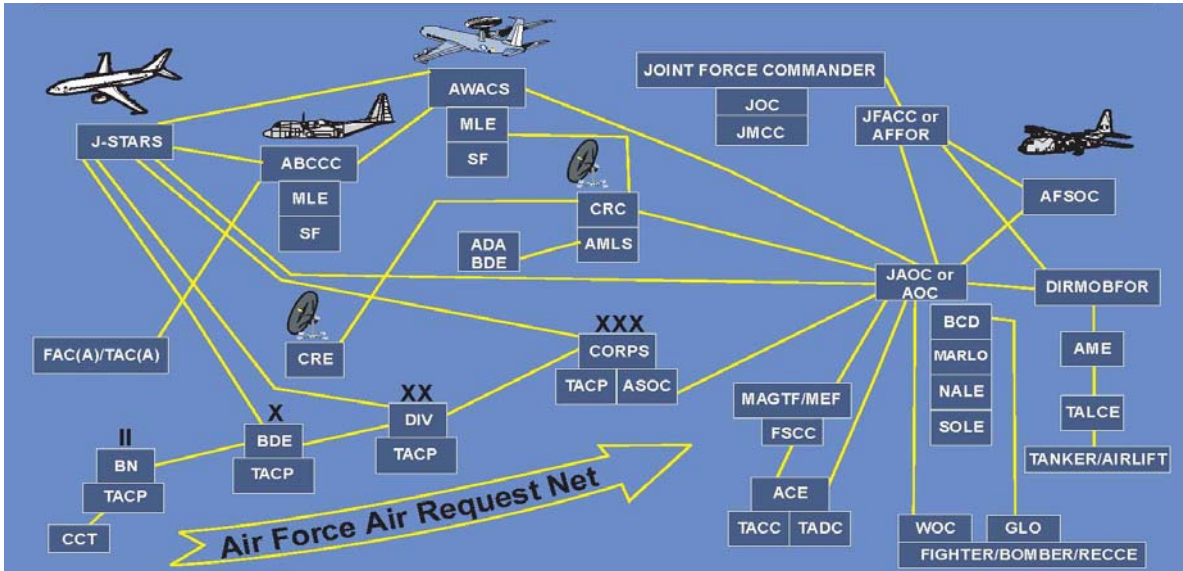 AWACS
JOINT FORCE COMMANDER
MLE
JOC
JFACC or
AFFOR
J-STARS
ABCCC
SF
JMCC
MLE
CRC
AFSOC
SF
ADA
BDE
AMLS
JAOC or
AOC
DIRMOBFOR
BCD
XXX
FAC(A)/TAC(A)
CRE
CORPS
MARLO
AME
TACP
ASOC
NALE
XX
MAGTF/MEF
TALCE
X
DIV
FSCC
SOLE
II
BDE
BN
TACP
TANKER/AIRLIFT
TACP
TACP
ACE
CCT
Air Force Air Request Net
TACC
TADC
WOC
GLO
FIGHTER/BOMBER/RECCE